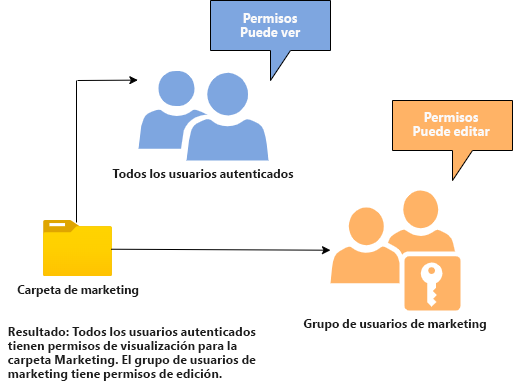 Permisos
Puede ver
Permisos
Puede editar
Todos los usuarios autenticados
Carpeta de marketing
Grupo de usuarios de marketing
Resultado: Todos los usuarios autenticados
tienen permisos de visualización para la
carpeta Marketing. El grupo de usuarios de
marketing tiene permisos de edición.